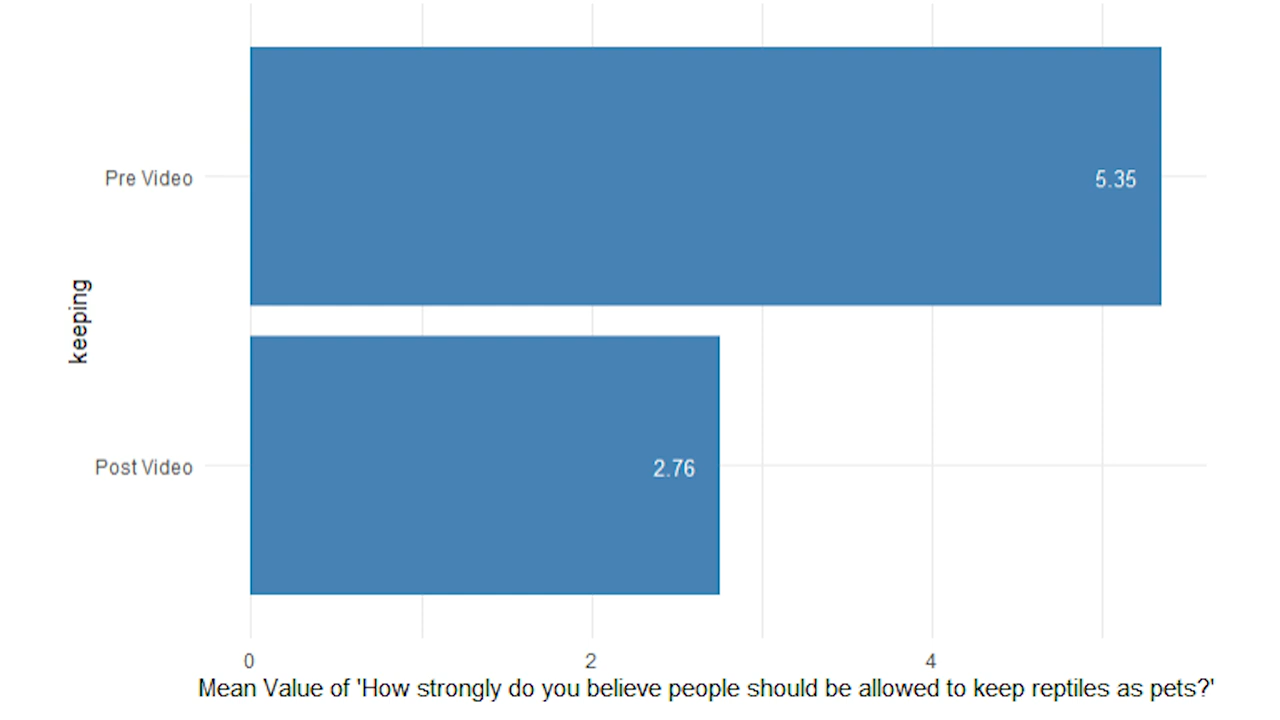 Pre Video
5.35
keeping
Post Video
2.76
0 2 4
Mean Value of 'How strongly do you believe people should be allowed to keep reptiles as pets?'